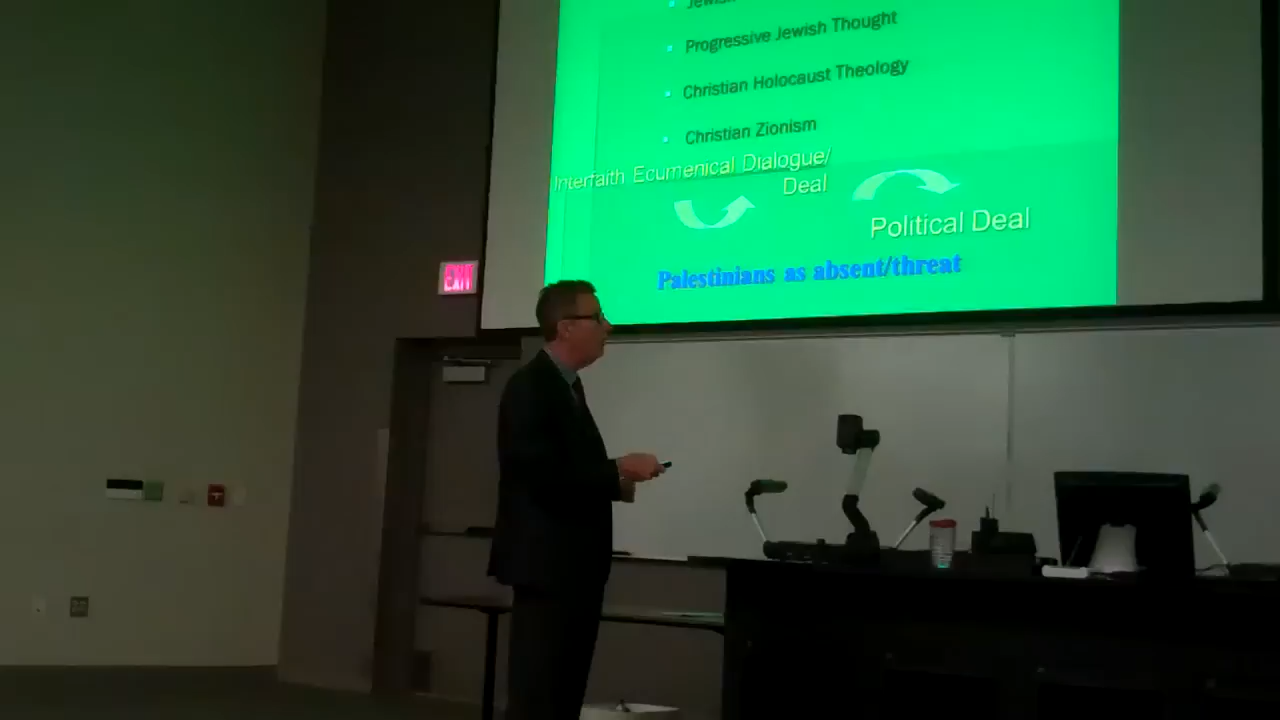 Jewish
Progressive Jewish Thought
Christian Holocaust Theology
Christian Zionism
Interfaith Ecumenical Dialogue/
Deal
Political Deal
Palestinians as absent/threat
EXIT